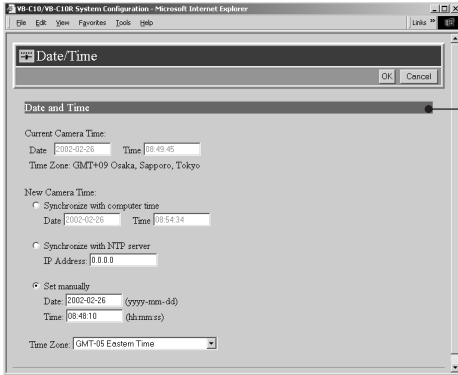 VB-C10/VB-C10R System Configuration - Microsoft Internet Explorer
File Edit View Favorites Tools Help
Links »
Date/Time
OK Cancel
Date and Time
Current Camera Time:
Date 2002-02-26 Time 08:49:45
Time Zone: GMT+09 Osaka, Sapporo, Tokyo
New Camera Time:
Synchronize with computer time
Date 2002-02-26 Time 08:54:34
Synchronize with NTP server
IP Address: 0.0.0.0
Set manually
Date: 2002-02-26 (yyyy-mm-dd)
Time: 08:48:10 (hh:mm:ss)
Time Zone: GMT-05 Eastern Time